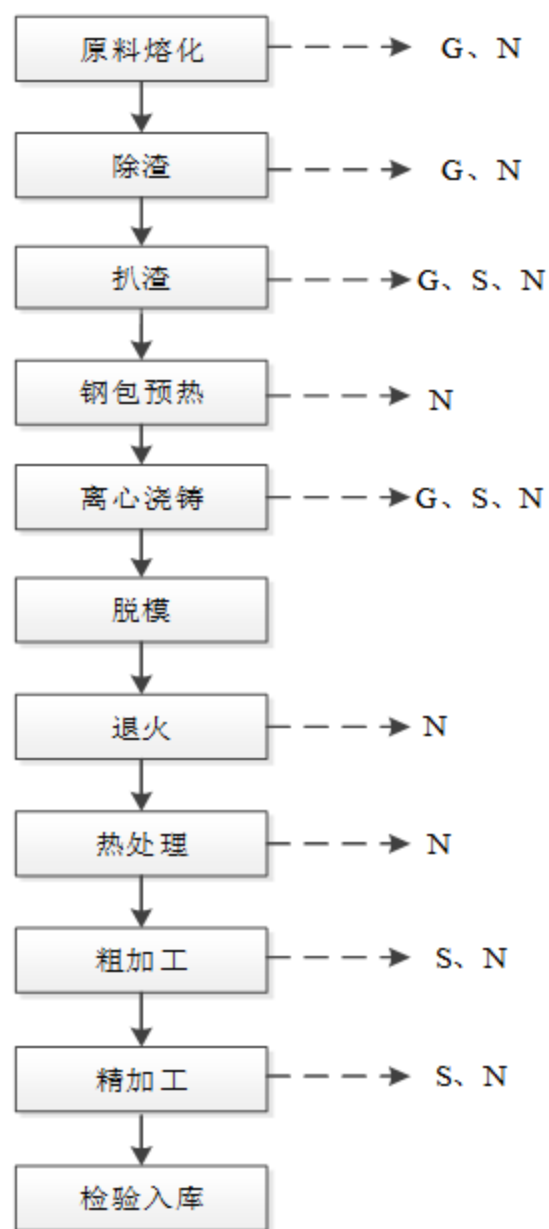 原料熔化 G、N
除渣 G、N
扒渣 G、S、N
钢包预热 N
离心浇铸 G、S、N
脱模
退火 N
热处理 N
粗加工 S、N
精加工 S、N
检验入库